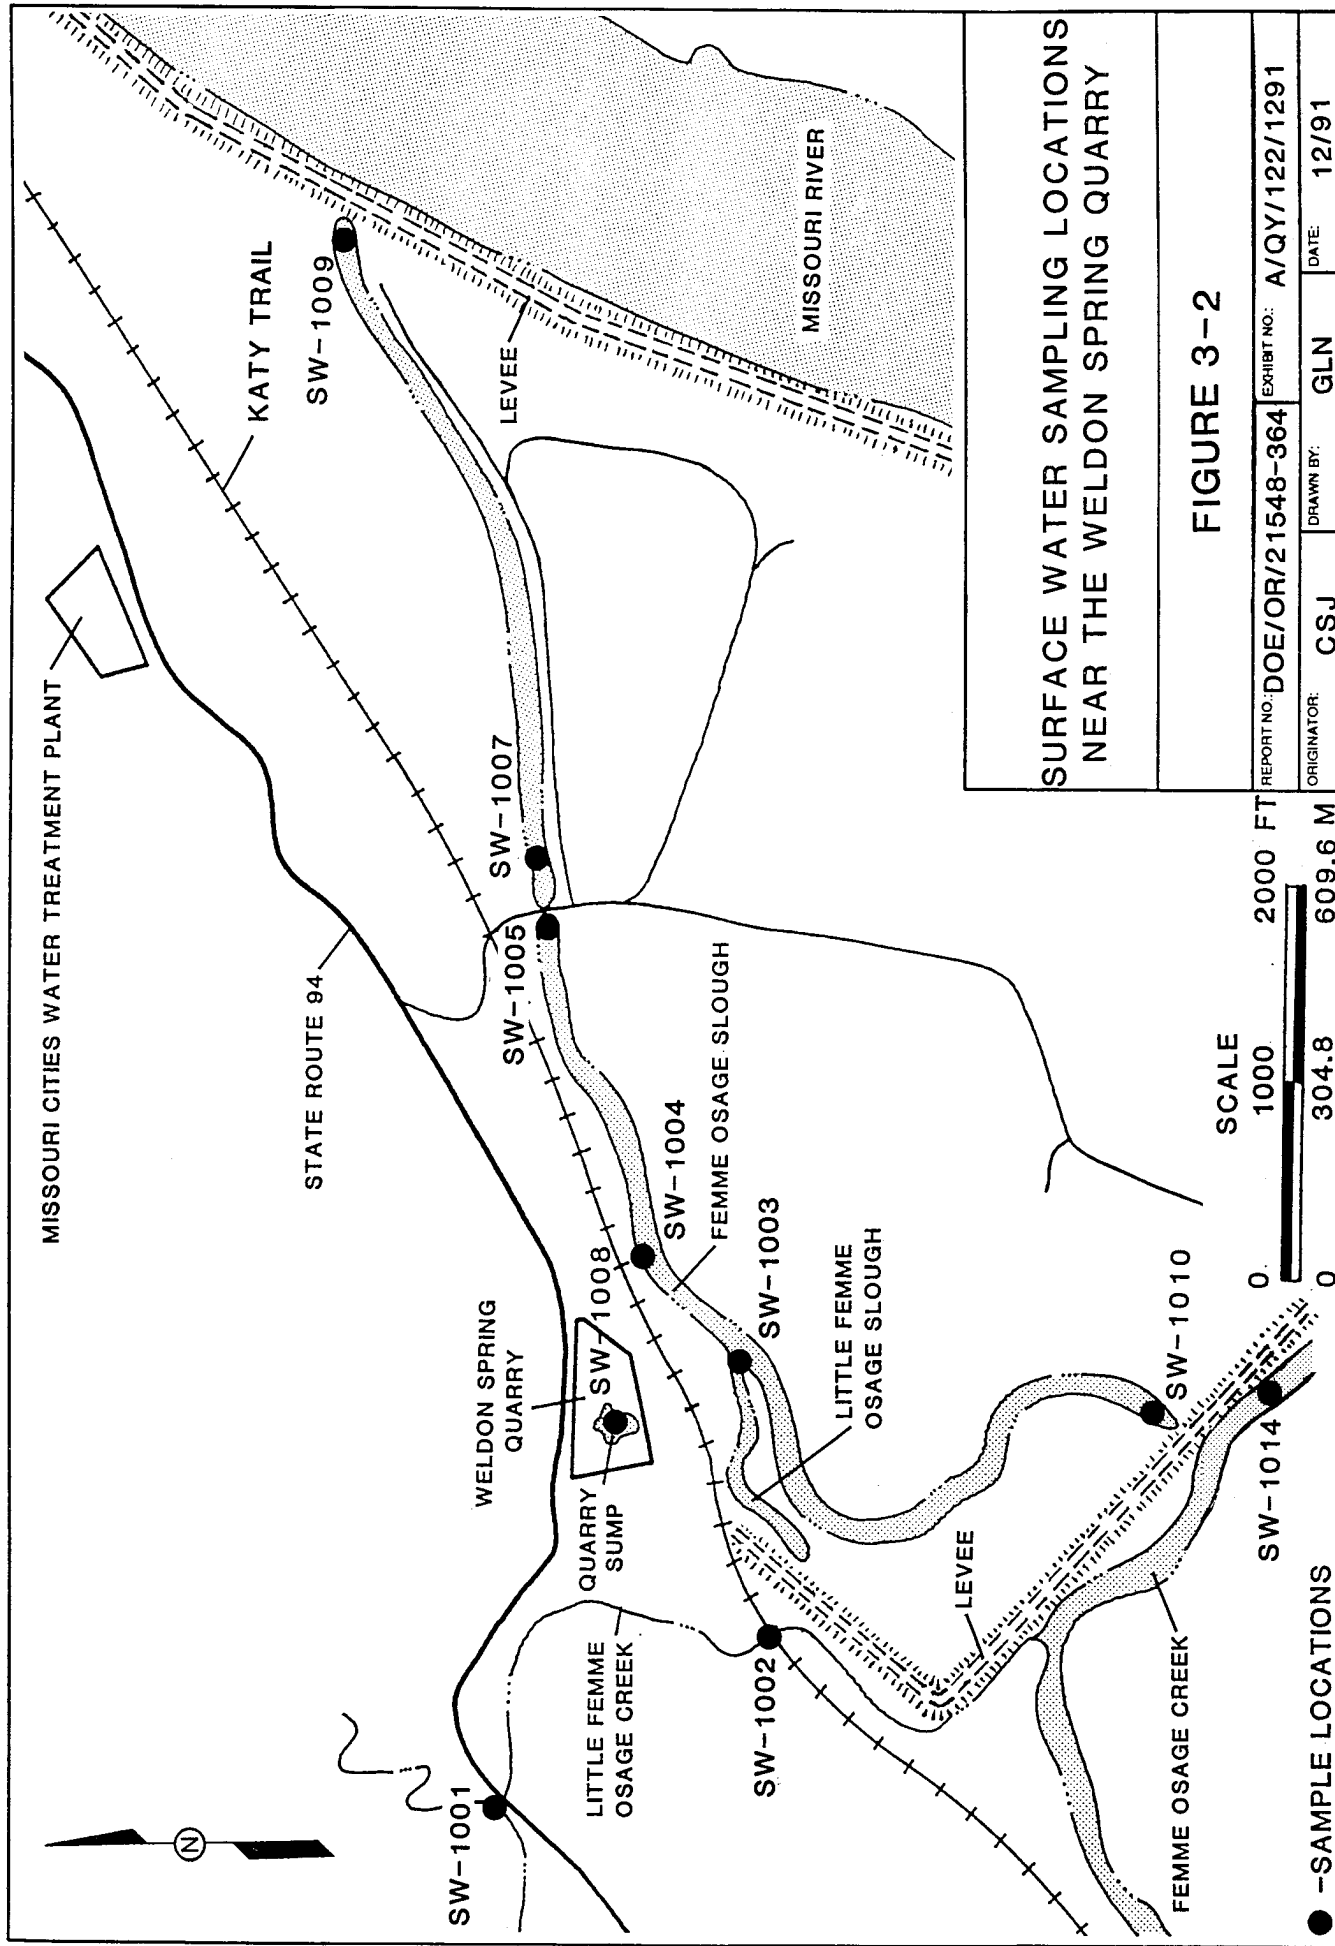 MISSOURI CITIES WATER TREATMENT PLANT
KATY TRAIL
SW-1009
STATE ROUTE 94
SW-1007
LEVEE
MISSOURI RIVER
SW-1005
WELDON SPRING
QUARRY
SW-1008
SW-1004
FEMME OSAGE SLOUGH
QUARRY
SUMP
SW-1003
LITTLE FEMME
OSAGE SLOUGH
N
SW-1001
LITTLE FEMME
OSAGE CREEK
SW-1002
LEVEE
SW-1010
FEMME OSAGE CREEK
SW-1014
SCALE
0 1000 2000 FT
0 304.8 609.6 M
-SAMPLE LOCATIONS
SURFACE WATER SAMPLING LOCATIONS
NEAR THE WELDON SPRING QUARRY
FIGURE 3-2
REPORT NO.: DOE/OR/21548-364 EXHIBIT NO.: A/QY/122/1291
ORIGINATOR: CSJ DRAWN BY: GLN DATE: 12/91